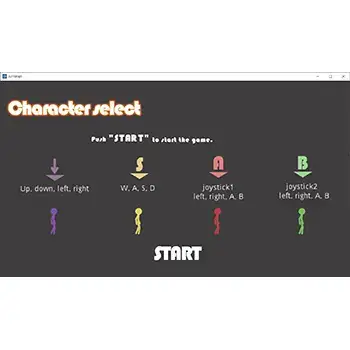 Character select
Push "START" to start the game.
S
A
B
Up, down, left, right
W, A, S, D
joystick1
left, right, A, B
joystick2
left, right, A, B
START